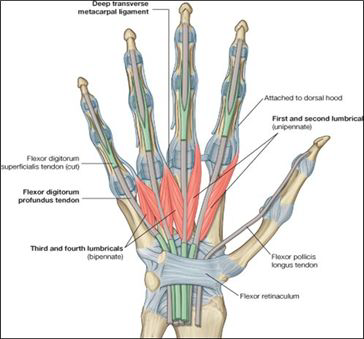 Deep transverse
metacarpal ligament
Attached to dorsal hood
First and second lumbrical
(unipennate)
Flexor digitorum
superficialis tendon (cut)
Flexor digitorum
profundus tendon
Third and fourth lumbricals
(bipennate)
Flexor pollicis
longus tendon
Flexor retinaculum